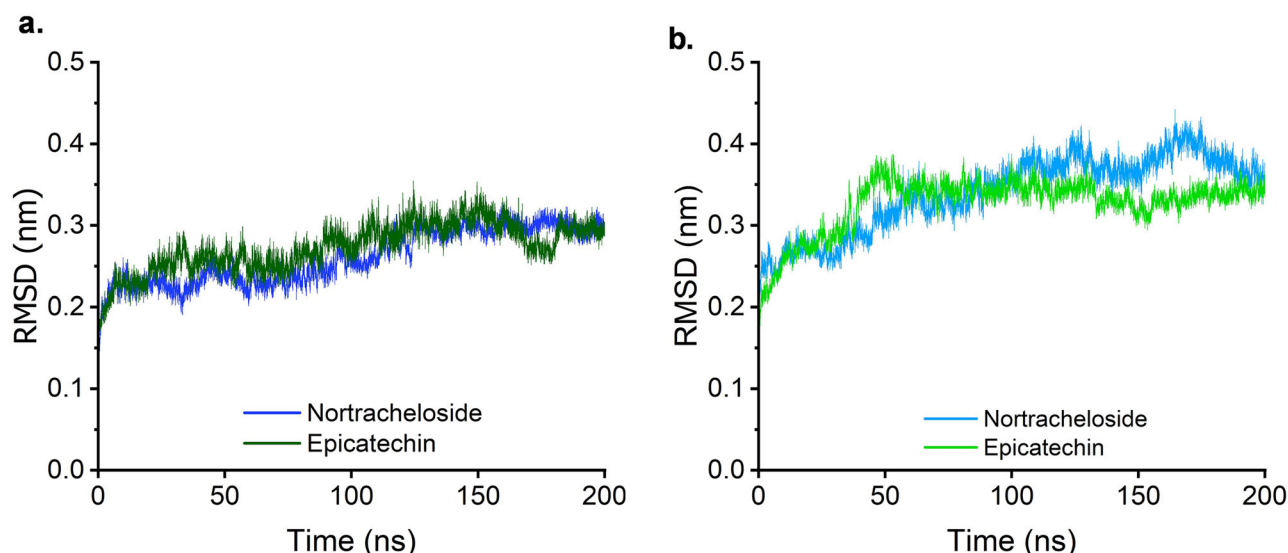 a.
0.5
0.4
0.3
0.2
0.1
0.0
RMSD (nm)
Nortracheloside
Epicatechin
0 50 100 150 200
Time (ns)
b.
0.5
0.4
0.3
0.2
0.1
0.0
RMSD (nm)
Nortracheloside
Epicatechin
0 50 100 150 200
Time (ns)